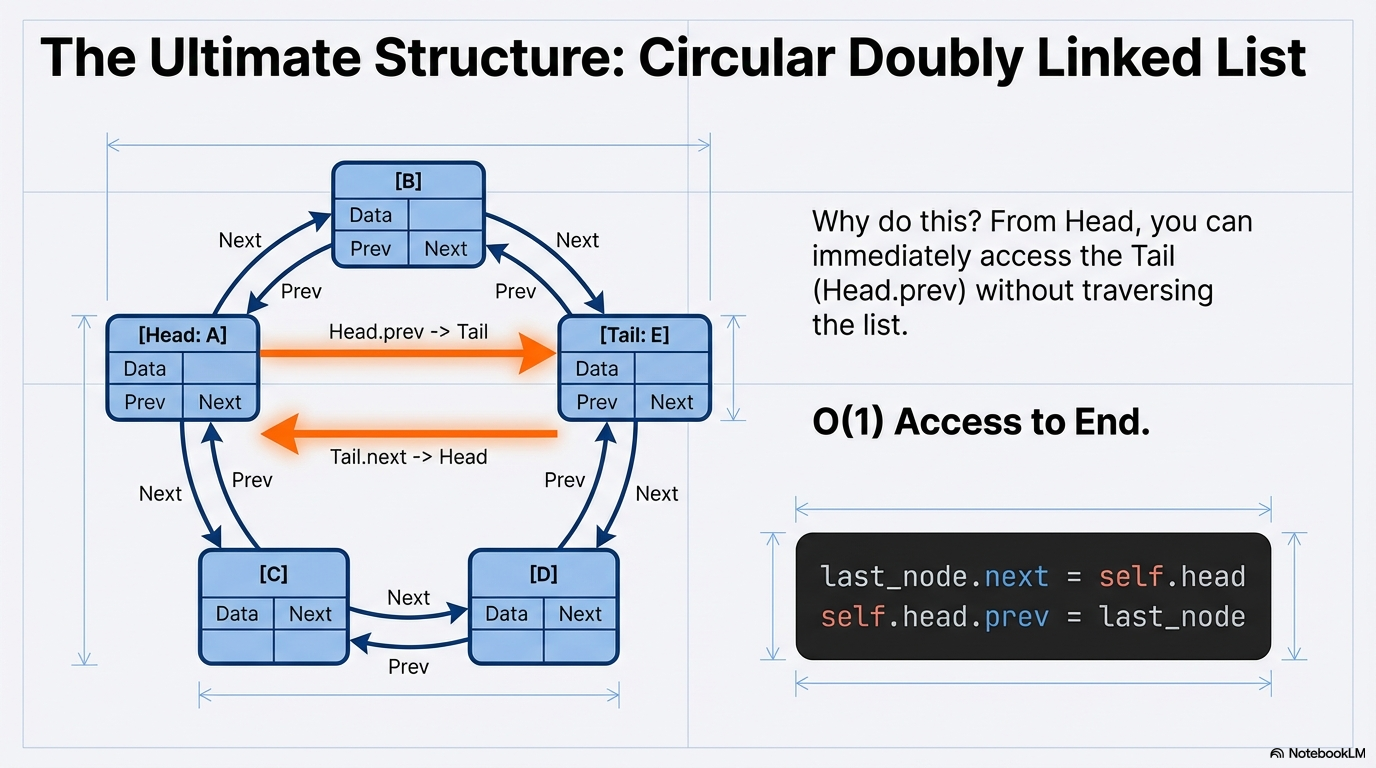 The Ultimate Structure: Circular Doubly Linked List
[B]
Data
Prev Next
Next
Next
Prev
Prev
[Head: A]
Data
Prev Next
Head.prev -> Tail
[Tail: E]
Data
Prev Next
Tail.next -> Head
Next
Prev
Prev
Next
[C]
Data Next
Next
Prev
[D]
Data Next
Why do this? From Head, you can
immediately access the Tail
(Head.prev) without traversing
the list.
O(1) Access to End.
last_node.next = self.head
self.head.prev = last_node
NotebookLM